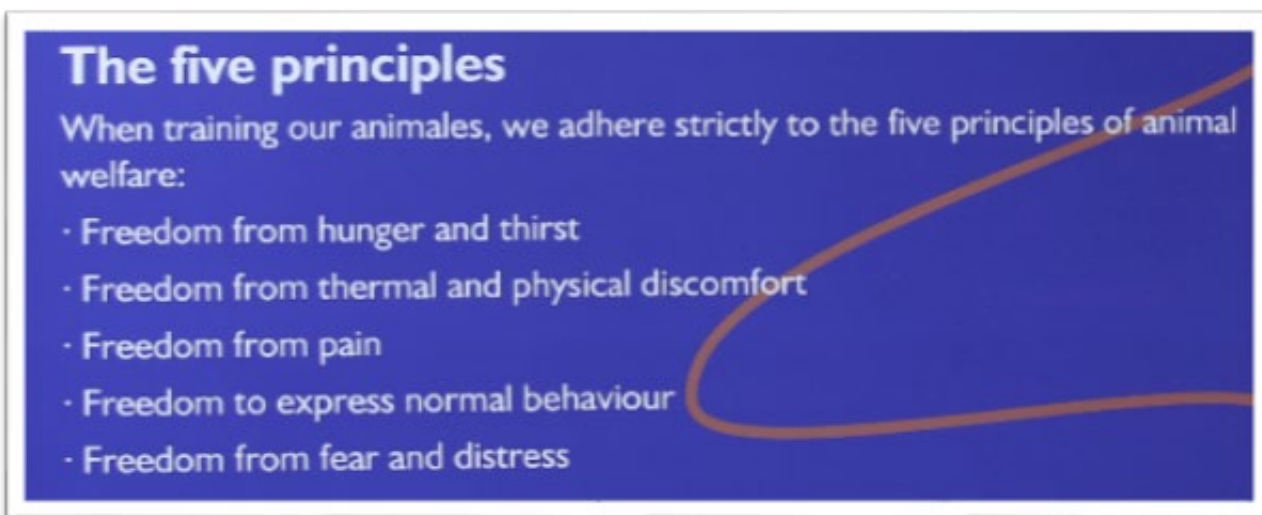 The five principles
When training our animales, we adhere strictly to the five principles of animal
welfare:
· Freedom from hunger and thirst
· Freedom from thermal and physical discomfort
· Freedom from pain
· Freedom to express normal behaviour
· Freedom from fear and distress